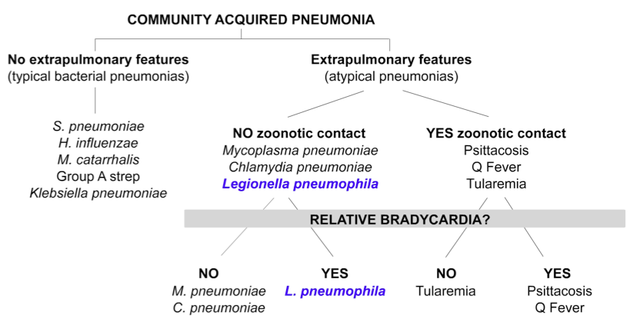 COMMUNITY ACQUIRED PNEUMONIA
No extrapulmonary features
(typical bacterial pneumonias)
S. pneumoniae
H. influenzae
M. catarrhalis
Group A strep
Klebsiella pneumoniae
Extrapulmonary features
(atypical pneumonias)
NO zoonotic contact
Mycoplasma pneumoniae
Chlamydia pneumoniae
Legionella pneumophila
YES zoonotic contact
Psittacosis
Q Fever
Tularemia
RELATIVE BRADYCARDIA?
NO
M. pneumoniae
C. pneumoniae
YES
L. pneumophila
NO
Tularemia
YES
Psittacosis
Q Fever